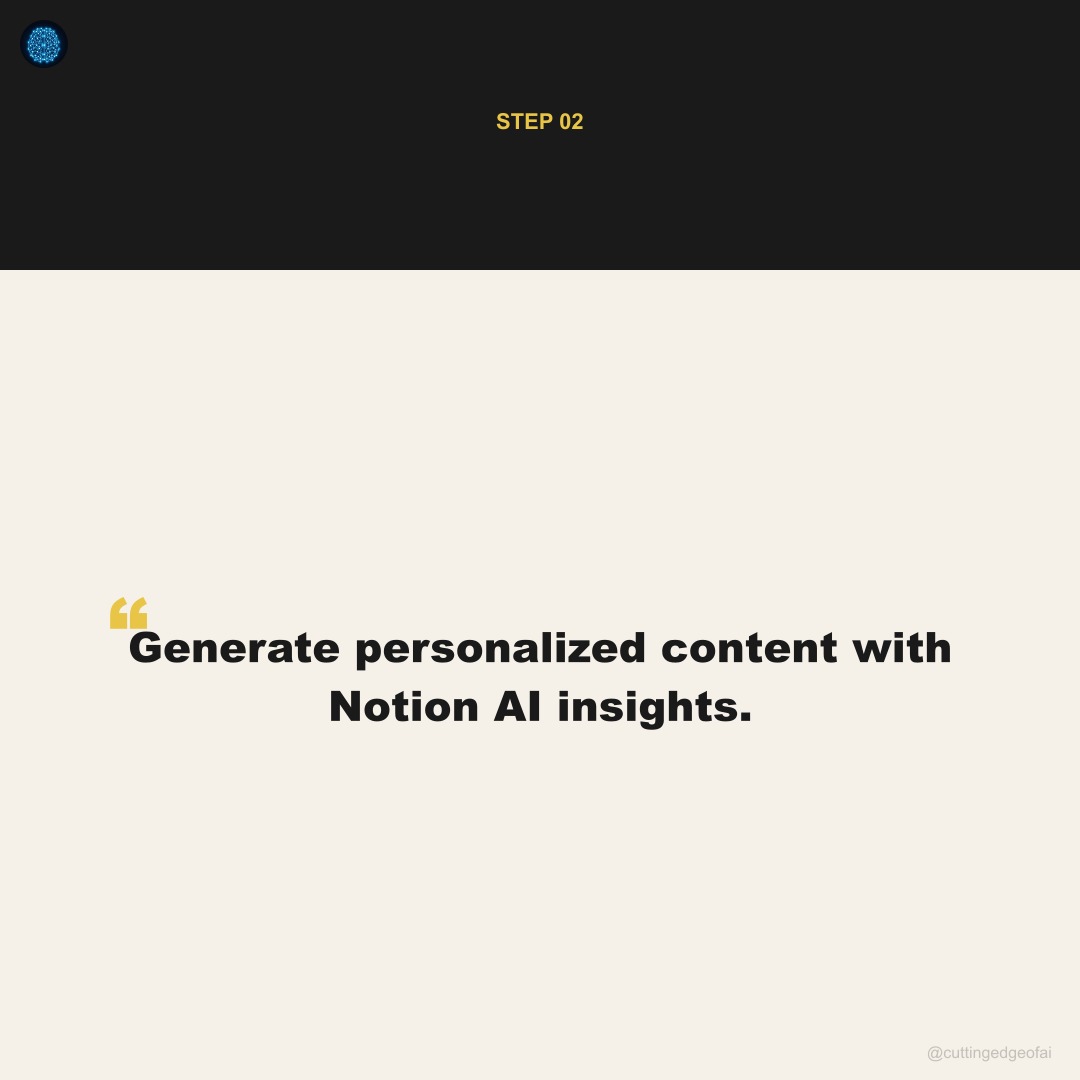 STEP 02
“
Generate personalized content with
Notion AI insights.
@cuttingedgeofai